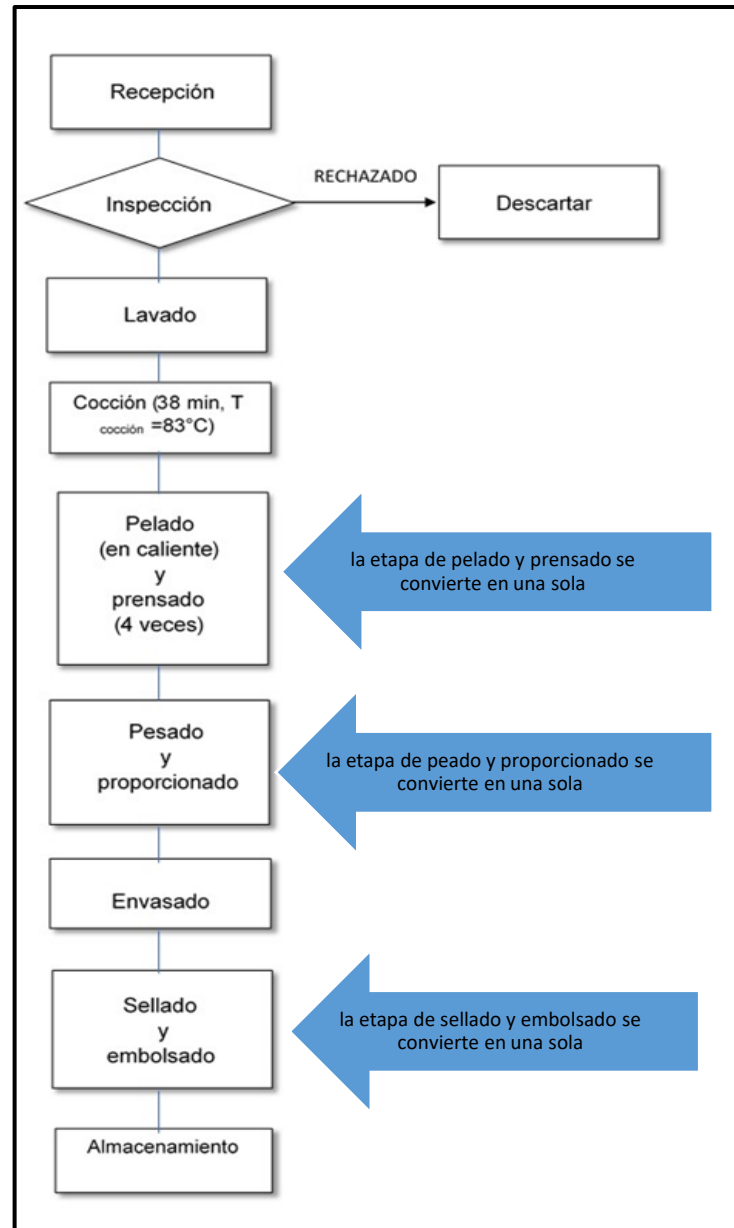 Recepción
RECHAZADO
Inspección
Descartar
Lavado
Cocción (38 min, T
cocción =83°C)
Pelado
(en caliente)
y
prensado
(4 veces)
la etapa de pelado y prensado se
convierte en una sola
Pesado
y
proporcionado
la etapa de peado y proporcionado se
convierte en una sola
Envasado
Sellado
y
embolsado
la etapa de sellado y embolsado se
convierte en una sola
Almacenamiento